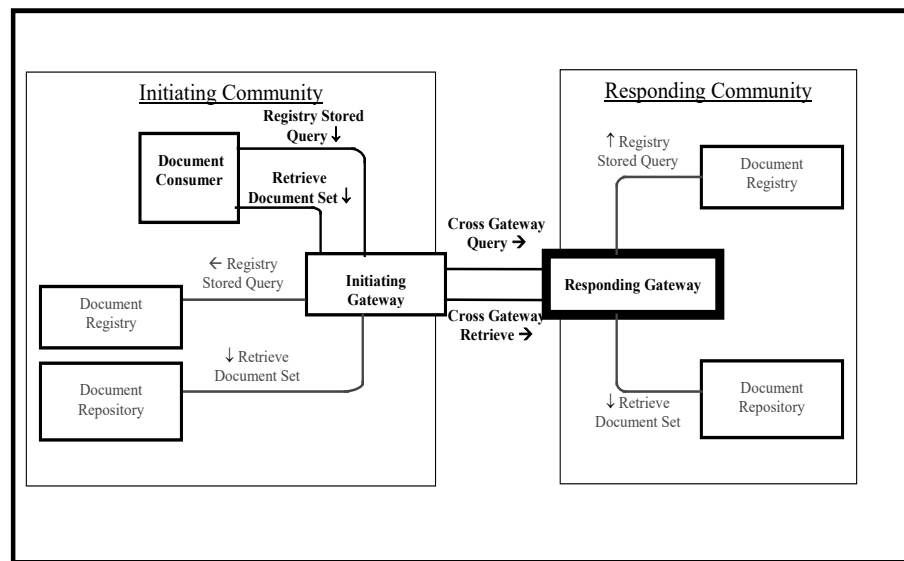 Initiating Community
Registry Stored
Query ↓
Document
Consumer
Retrieve
Document Set ↓
← Registry
Stored Query
Initiating
Gateway
Document
Registry
↓ Retrieve
Document Set
Document
Repository
Cross Gateway
Query →
Cross Gateway
Retrieve →
Responding Community
↑ Registry
Stored Query
Document
Registry
Responding Gateway
↓ Retrieve
Document Set
Document
Repository